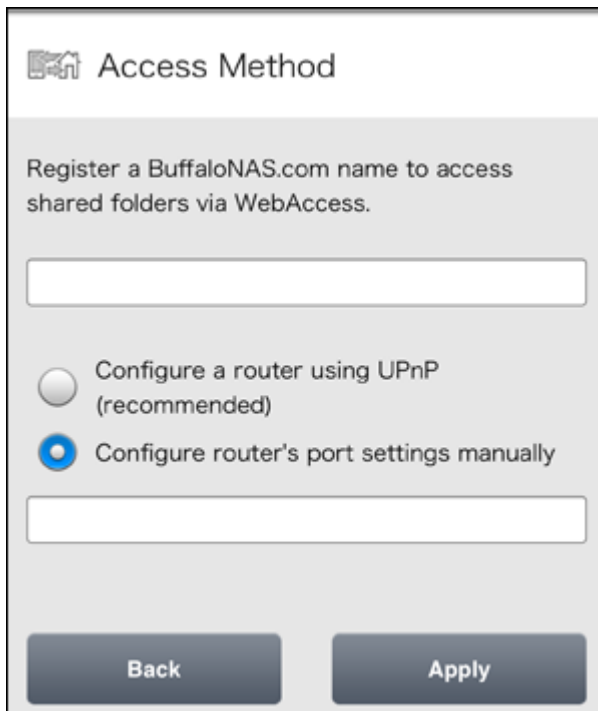 Access Method
Register a BuffaloNAS.com name to access
shared folders via WebAccess.
Configure a router using UPnP
(recommended)
Configure router's port settings manually
Back
Apply